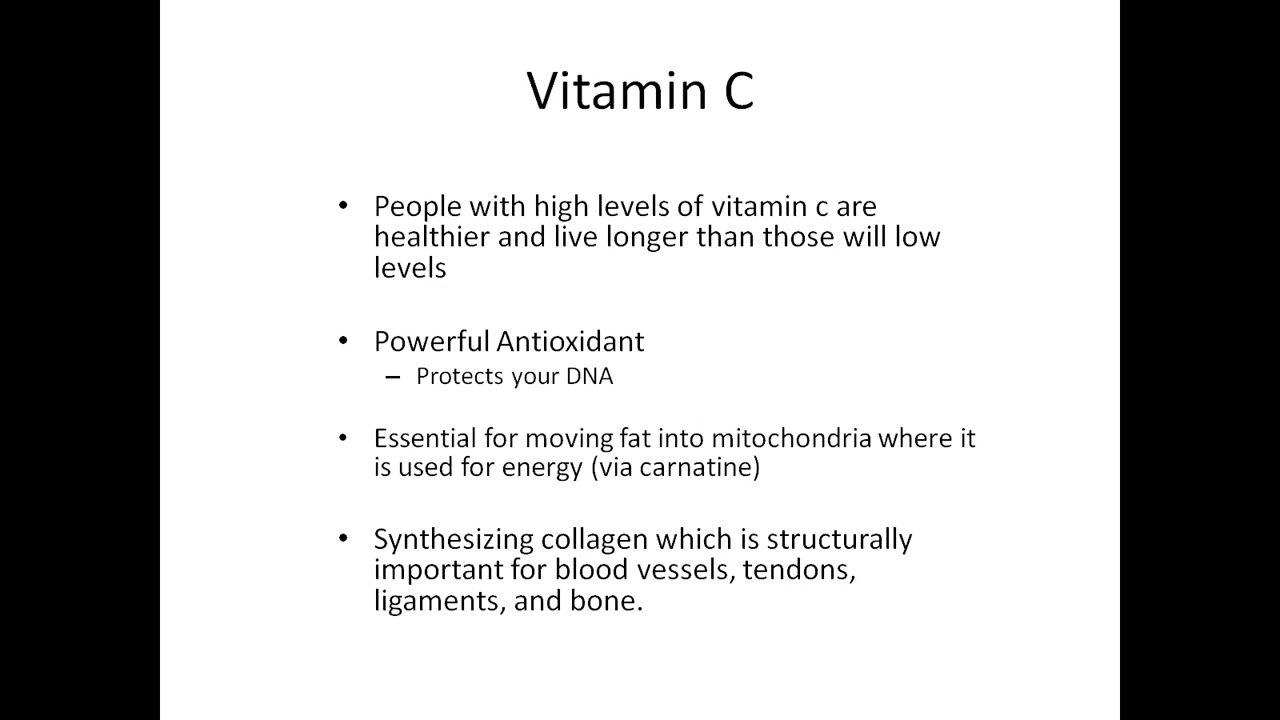 Vitamin C
• People with high levels of vitamin c are
healthier and live longer than those will low
levels
• Powerful Antioxidant
– Protects your DNA
• Essential for moving fat into mitochondria where it
is used for energy (via carnatine)
• Synthesizing collagen which is structurally
important for blood vessels, tendons,
ligaments, and bone.